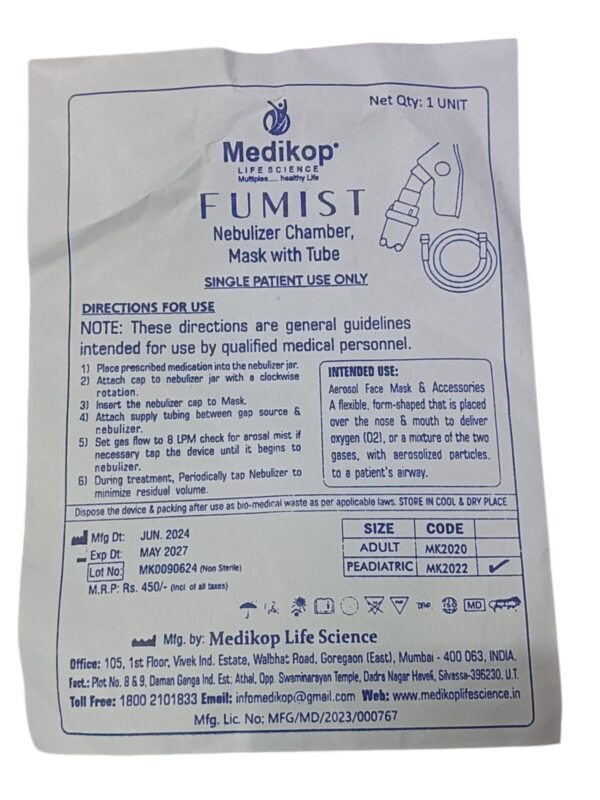 Net Qty: 1 UNIT
Medikop
LIFE SCIENCE
Multiples..... healthy Life
FUMIST
Nebulizer Chamber,
Mask with Tube
SINGLE PATIENT USE ONLY
DIRECTIONS FOR USE
NOTE: These directions are general guidelines
intended for use by qualified medical personnel.
1) Place prescribed medication into the nebulizer jar.
2) Attach cap to nebulizer jar with a clockwise
rotation.
3) Insert the nebulizer cap to Mask.
4) Attach supply tubing between gap source &
nebulizer.
5) Set gas flow to 8 LPM check for arosal mist if
necessary tap the device until it begins to
nebulizer.
6) During treatment, Periodically tap Nebulizer to
minimize residual volume.
INTENDED USE:
Aerosol Face Mask & Accessories
A flexible, form-shaped that is placed
over the nose & mouth to deliver
oxygen (O2), or a mixture of the two
gases, with aerosolized particles,
to a patient's airway.
Dispose the device & packing after use as bio-medical waste as per applicable laws. STORE IN COOL & DRY PLACE
Mfg Dt: JUN. 2024
Exp Dt: MAY 2027
Lot No: MK0090624 (Non Sterile)
M.R.P: Rs. 450/- (Incl of all taxes)
SIZE CODE
ADULT MK2020
PEADIATRIC MK2022 ✓
MD
Mfg. by: Medikop Life Science
Office: 105, 1st Floor, Vivek Ind. Estate, Walbhat Road, Goregaon (East), Mumbai - 400 063, INDIA.
Fact.: Plot No. 8 & 9, Daman Ganga Ind. Est; Athal, Opp. Swaminarayan Temple, Dadra Nagar Haveli, Silvassa-396230. U.T.
Toll Free: 1800 2101833 Email: infomedikop@gmail.com Web: www.medikoplifescience.in
Mfg. Lic. No: MFG/MD/2023/000767